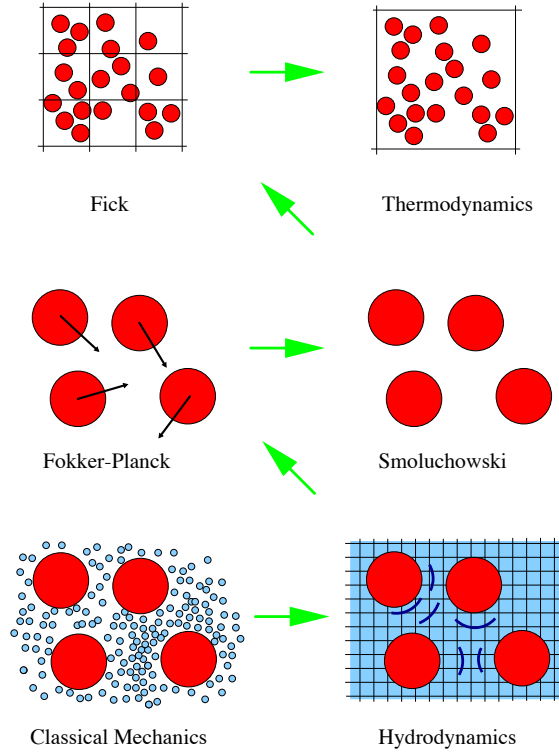 Fick
Thermodynamics
Fokker-Planck
Smoluchowski
Classical Mechanics
Hydrodynamics